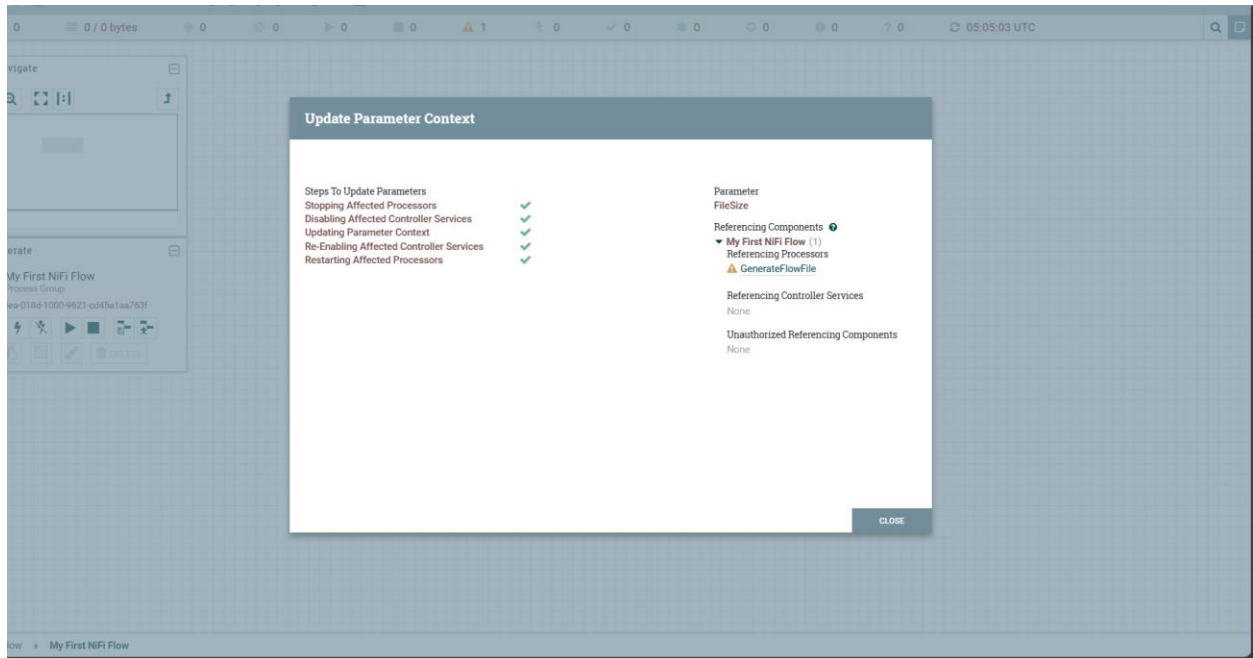 0 0 / 0 bytes 0 0 0 0 1 0 0 0 0 0 ? 0 05:05:03 UTC
vigate
Update Parameter Context
Steps To Update Parameters
Stopping Affected Processors
Disabling Affected Controller Services
Updating Parameter Context
Re-Enabling Affected Controller Services
Restarting Affected Processors
Parameter
FileSize
Referencing Components
My First NiFi Flow (1)
Referencing Processors
GenerateFlowFile
Referencing Controller Services
None
Unauthorized Referencing Components
None
CLOSE
erate
My First NiFi Flow
Process Group
DELETE
low » My First NiFi Flow